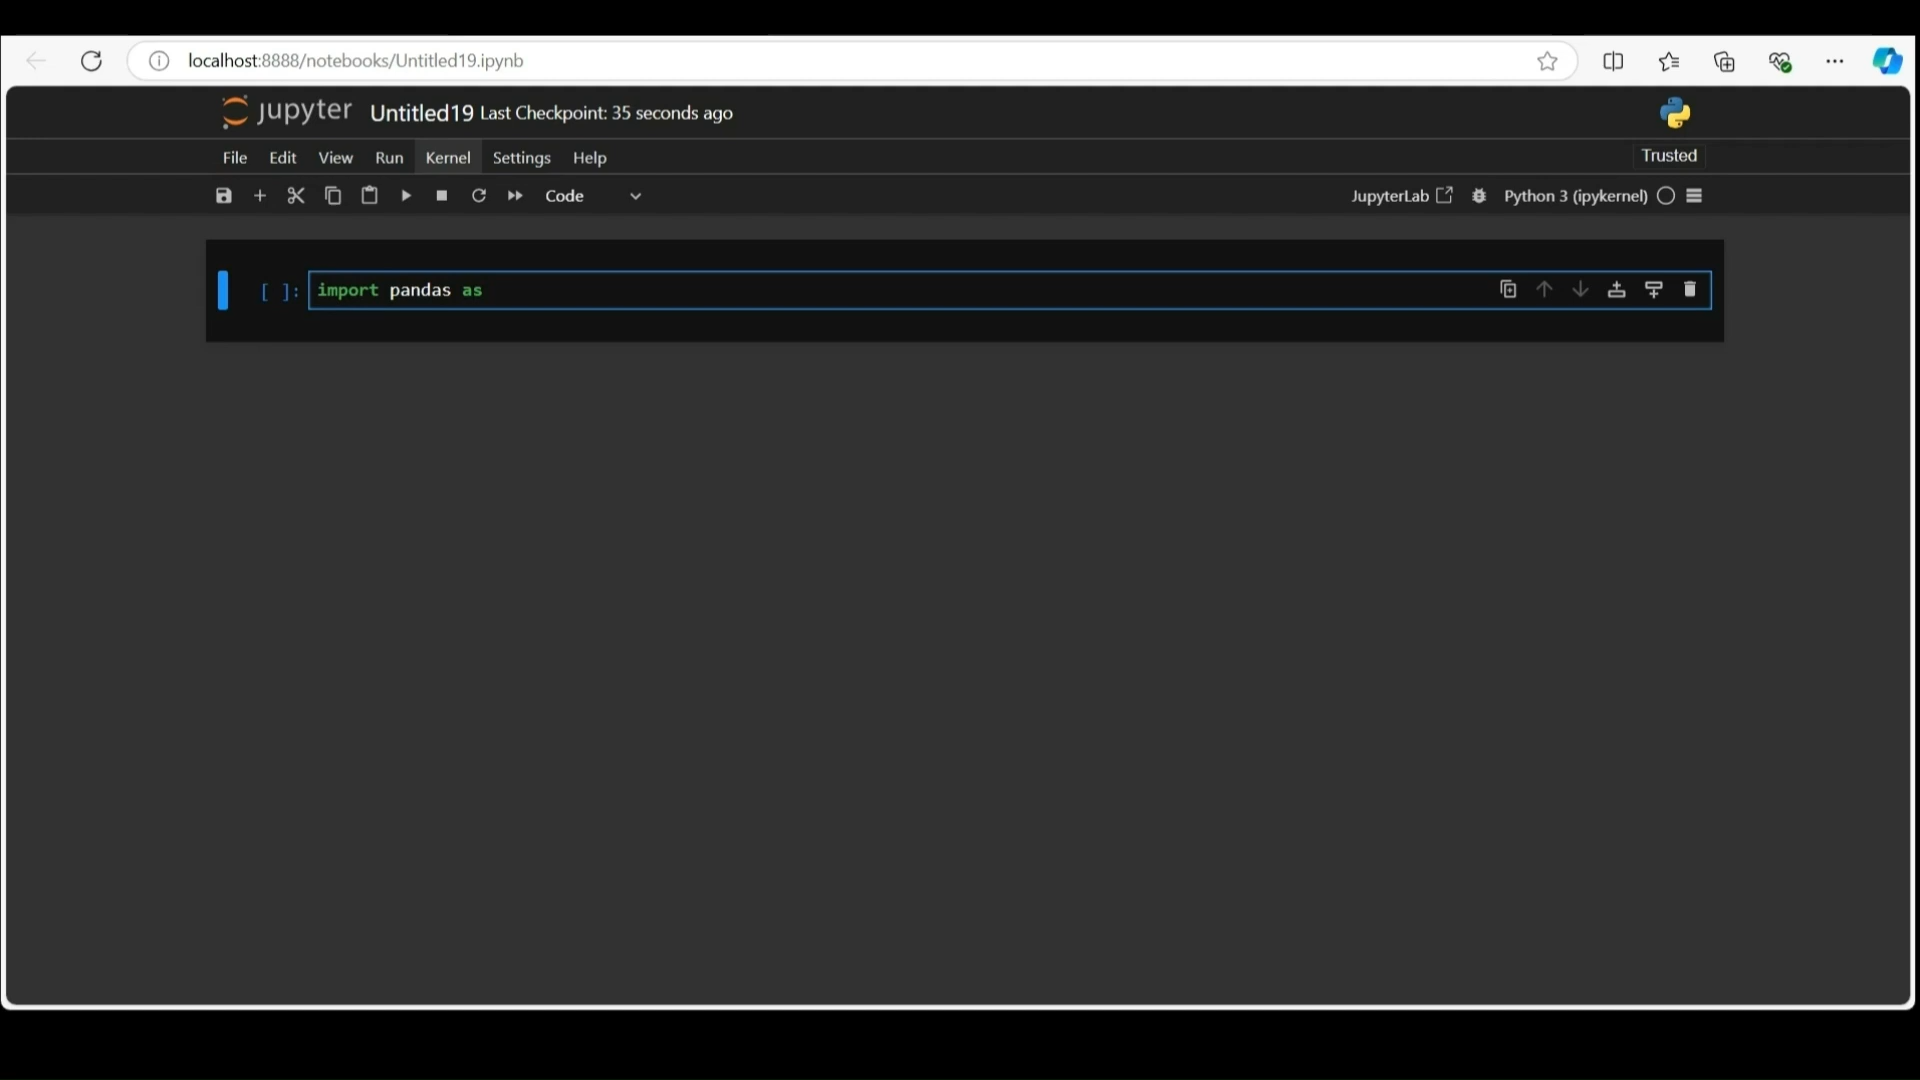 localhost:8888/notebooks/Untitled19.ipynb
jupyter Untitled19 Last Checkpoint: 35 seconds ago
File Edit View Run Kernel Settings Help
Trusted
Code
JupyterLab Python 3 (ipykernel)
[ ]: import pandas as